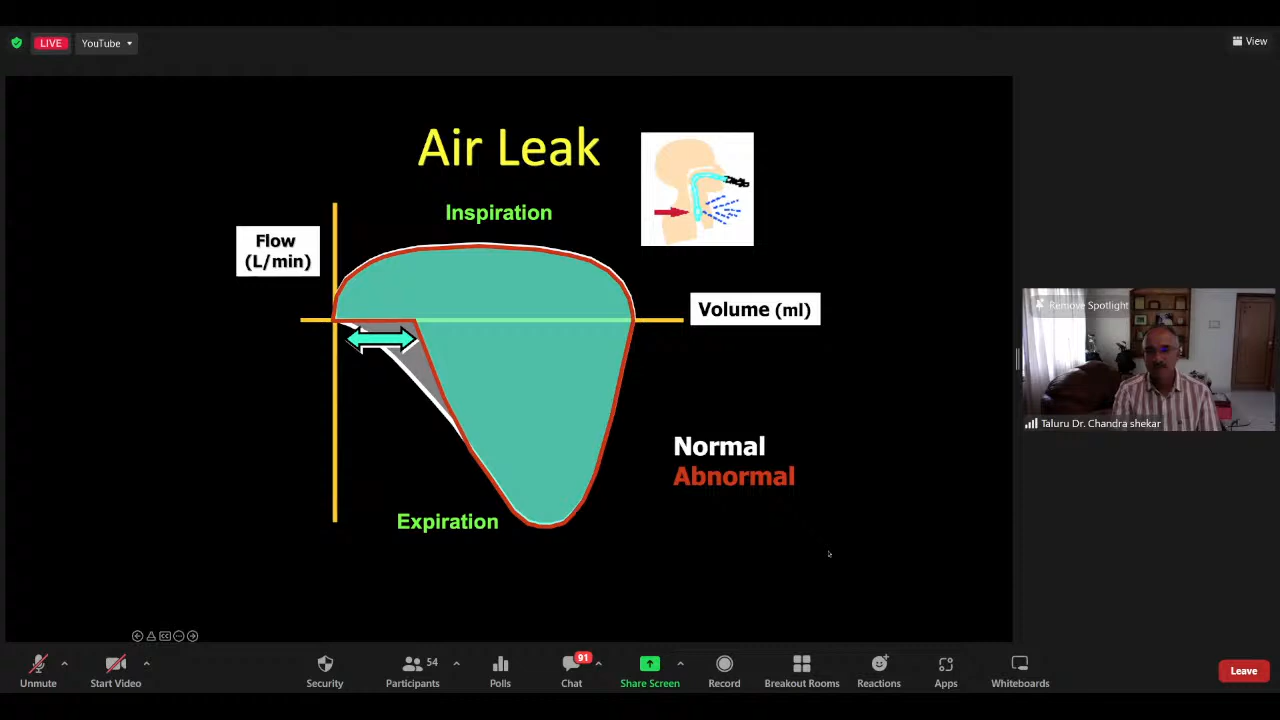 LIVE
YouTube
View
Air Leak
Inspiration
Flow
(L/min)
Volume (ml)
Remove Spotlight
Taluru Dr. Chandra shekar
Normal
Abnormal
Expiration
Unmute
Start Video
Security
54
Participants
Polls
91
Chat
Share Screen
Record
Breakout Rooms
Reactions
Apps
Whiteboards
Leave